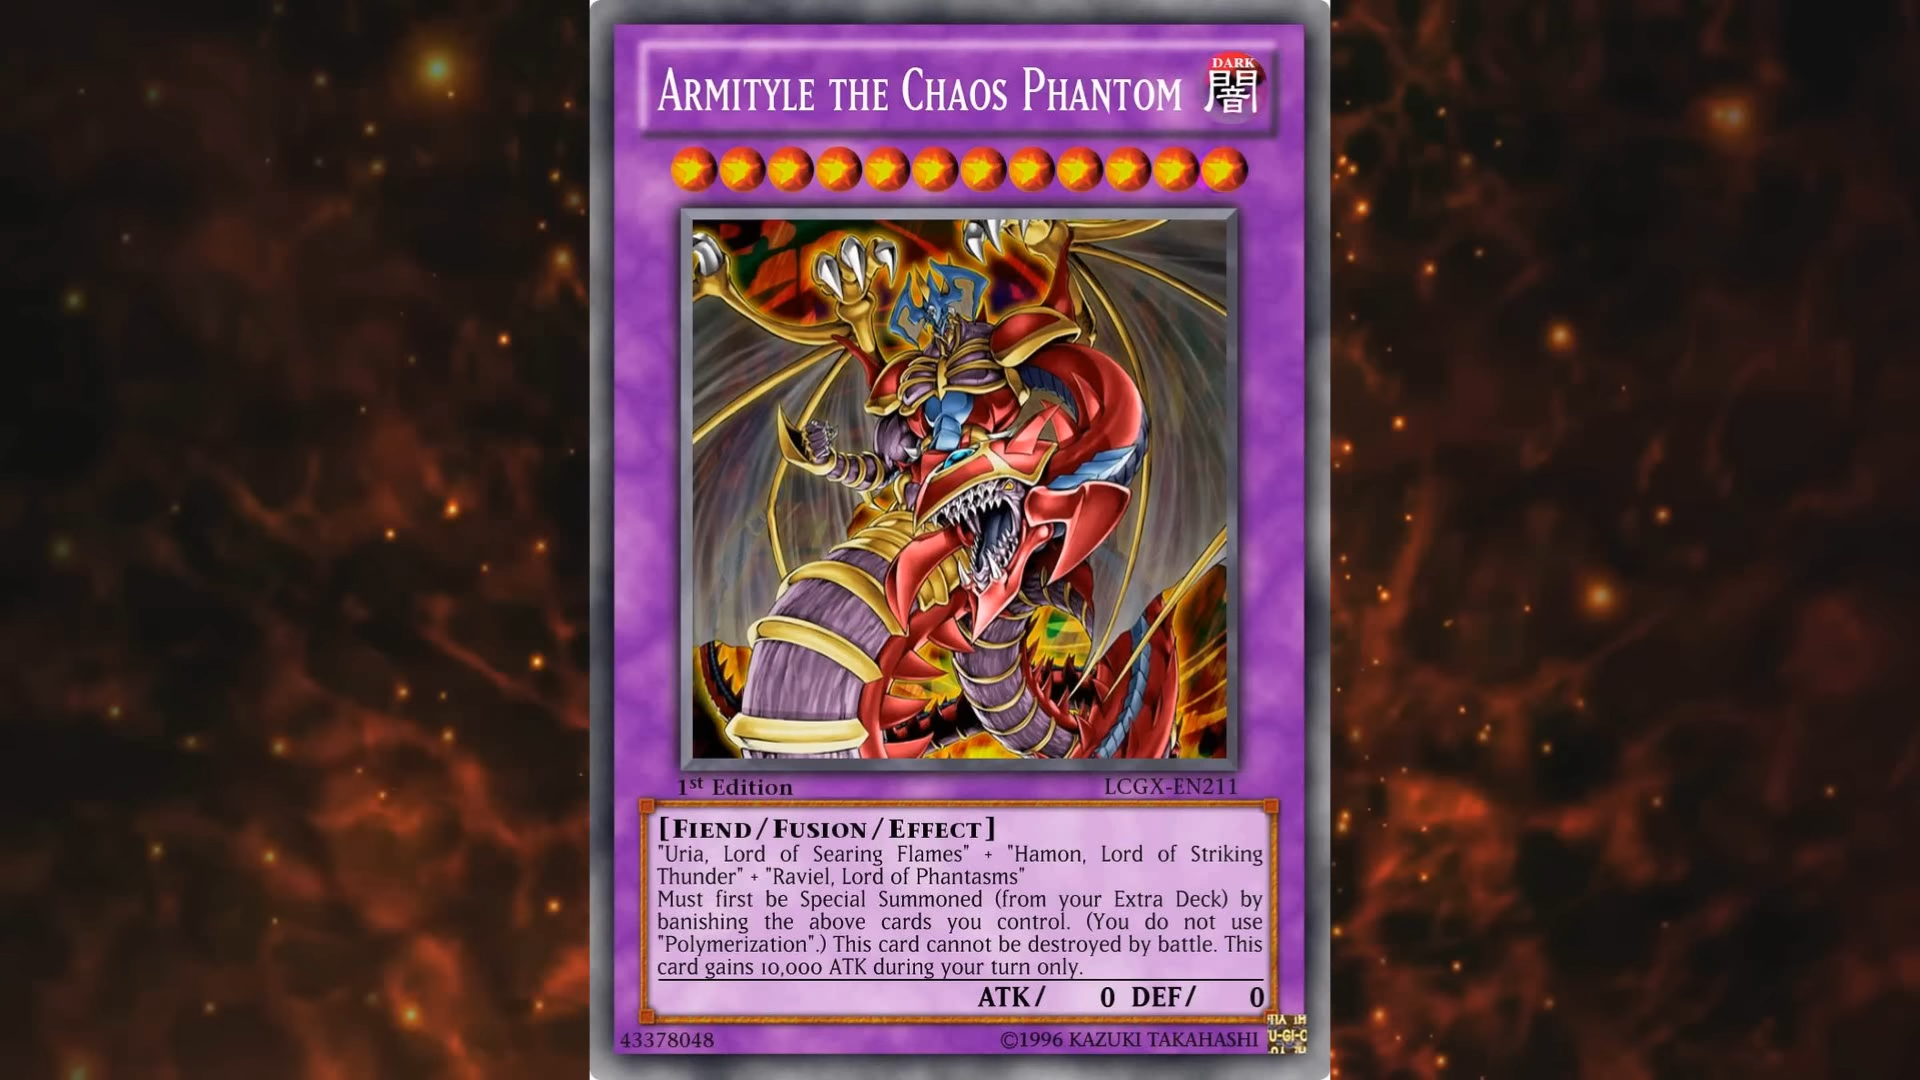 ARMITYLE THE CHAOS PHANTOM
DARK
闇
1st Edition
LCGX-EN211
[FIEND/FUSION/EFFECT]
"Uria, Lord of Searing Flames" + "Hamon, Lord of Striking
Thunder" + "Raviel, Lord of Phantasms"
Must first be Special Summoned (from your Extra Deck) by
banishing the above cards you control. (You do not use
"Polymerization".) This card cannot be destroyed by battle. This
card gains 10,000 ATK during your turn only.
ATK/ 0 DEF/ 0
43378048
©1996 KAZUKI TAKAHASHI